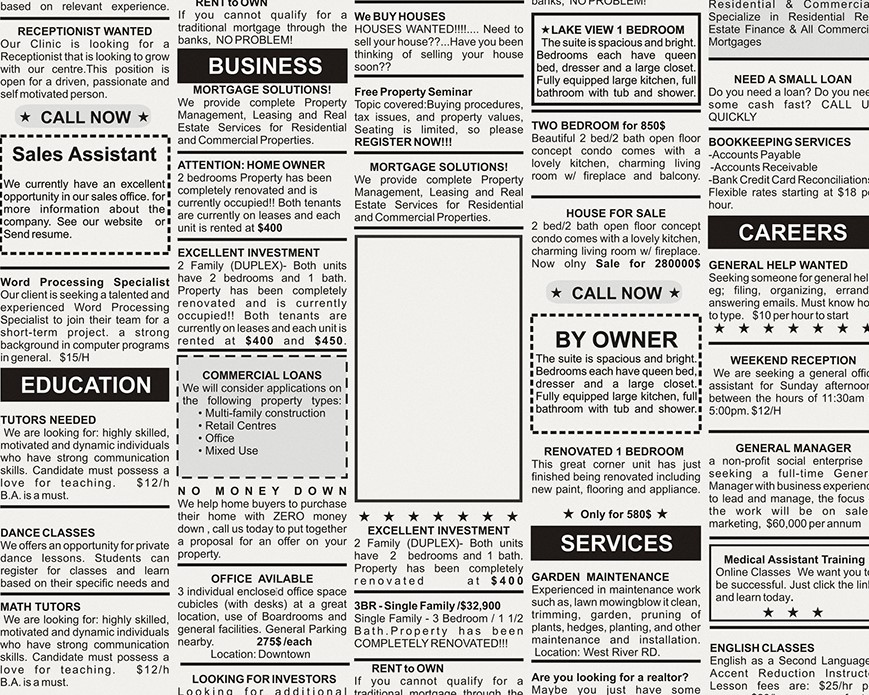 based on relevant experience.
RECEPTIONIST WANTED
Our Clinic is looking for a
Receptionist that is looking to grow
with our centre.This position is
open for a driven, passionate and
self motivated person.
★ CALL NOW ★
Sales Assistant
We currently have an excellent
opportunity in our sales office. for
more information about the
company. See our website or
Send resume.
Word Processing Specialist
Our client is seeking a talented and
experienced Word Processing
Specialist to join their team for a
short-term project. a strong
background in computer programs
in general. $15/H
EDUCATION
TUTORS NEEDED
We are looking for: highly skilled,
motivated and dynamic individuals
who have strong communication
skills. Candidate must possess a
love for teaching. $12/h
B.A. is a must.
DANCE CLASSES
We offers an opportunity for private
dance lessons. Students can
register for classes and learn
based on their specific needs and
MATH TUTORS
We are looking for: highly skilled,
motivated and dynamic individuals
who have strong communication
skills. Candidate must possess a
love for teaching. $12/h
B.A. is a must.
RENT to OWN
If you cannot qualify for a
traditional mortgage through the
banks, NO PROBLEM!
BUSINESS
MORTGAGE SOLUTIONS!
We provide complete Property
Management, Leasing and Real
Estate Services for Residential
and Commercial Properties.
ATTENTION: HOME OWNER
2 bedrooms Property has been
completely renovated and is
currently occupied!! Both tenants
are currently on leases and each
unit is rented at $400
EXCELLENT INVESTMENT
2 Family (DUPLEX)- Both units
have 2 bedrooms and 1 bath.
Property has been completely
renovated and is currently
occupied!! Both tenants are
currently on leases and each unit is
rented at $400 and $450.
COMMERCIAL LOANS
We will consider applications on
the following property types:
• Multi-family construction
• Retail Centres
• Office
• Mixed Use
NO MONEY DOWN
We help home buyers to purchase
their home with ZERO money
down , call us today to put together
a proposal for an offer on your
property.
OFFICE AVILABLE
3 individual enclosed office space
cubicles (with desks) at a great
location, use of Boardrooms and
general facilities. General Parking
nearby. 275$ /each
Location: Downtown
LOOKING FOR INVESTORS
Looking for additional
We BUY HOUSES
HOUSES WANTED!!!!.... Need to
sell your house??...Have you been
thinking of selling your house
soon??
Free Property Seminar
Topic covered:Buying procedures,
tax issues, and property values,
Seating is limited, so please
REGISTER NOW!!!
MORTGAGE SOLUTIONS!
We provide complete Property
Management, Leasing and Real
Estate Services for Residential
and Commercial Properties.
★ ★ ★ ★ ★ ★ ★
EXCELLENT INVESTMENT
2 Family (DUPLEX)- Both units
have 2 bedrooms and 1 bath.
Property has been completely
renovated at $400
3BR - Single Family /$32,900
Single Family - 3 Bedroom / 1 1/2
Bath.Property has been
COMPLETELY RENOVATED!!!
RENT to OWN
If you cannot qualify for a
traditional mortgage through the
banks, NO PROBLEM!
★LAKE VIEW 1 BEDROOM
The suite is spacious and bright.
Bedrooms each have queen
bed, dresser and a large closet.
Fully equipped large kitchen, full
bathroom with tub and shower.
TWO BEDROOM for 850$
Beautiful 2 bed/2 bath open floor
concept condo comes with a
lovely kitchen, charming living
room w/ fireplace and balcony.
HOUSE FOR SALE
2 bed/2 bath open floor concept
condo comes with a lovely kitchen,
charming living room w/ fireplace.
Now olny Sale for 280000$
★ CALL NOW ★
BY OWNER
The suite is spacious and bright.
Bedrooms each have queen bed,
dresser and a large closet.
Fully equipped large kitchen, full
bathroom with tub and shower.
RENOVATED 1 BEDROOM
This great corner unit has just
finished being renovated including
new paint, flooring and appliance.
★ Only for 580$ ★
SERVICES
GARDEN MAINTENANCE
Experienced in maintenance work
such as, lawn mowingblow it clean,
trimming, garden, pruning of
plants, hedges, planting, and other
maintenance and installation.
Location: West River RD.
Are you looking for a realtor?
Maybe you just have some
Residential & Commercia
Specialize in Residential Re
Estate Finance & All Commerci
Mortgages
NEED A SMALL LOAN
Do you need a loan? Do you nee
some cash fast? CALL U
QUICKLY
BOOKKEEPING SERVICES
-Accounts Payable
-Accounts Receivable
-Bank Credit Card Reconciliations
Flexible rates starting at $18 p
hour.
CAREERS
GENERAL HELP WANTED
Seeking someone for general hel
eg; filing, organizing, errand
answering emails. Must know ho
to type. $10 per hour to start
★ ★ ★ ★ ★ ★ ★
WEEKEND RECEPTION
We are seeking a general offic
assistant for Sunday afternoon
between the hours of 11:30am
5:00pm. $12/H
GENERAL MANAGER
a non-profit social enterprise
seeking a full-time Gener
Manager with business experienc
to lead and manage, the focus
the work will be on sale
marketing, $60,000 per annum
Medical Assistant Training
Online Classes We want you to
be successful. Just click the link
and learn today.
★ ★ ★
ENGLISH CLASSES
English as a Second Language
Accent Reduction Instruct
Lesson fees are: $25/hr p